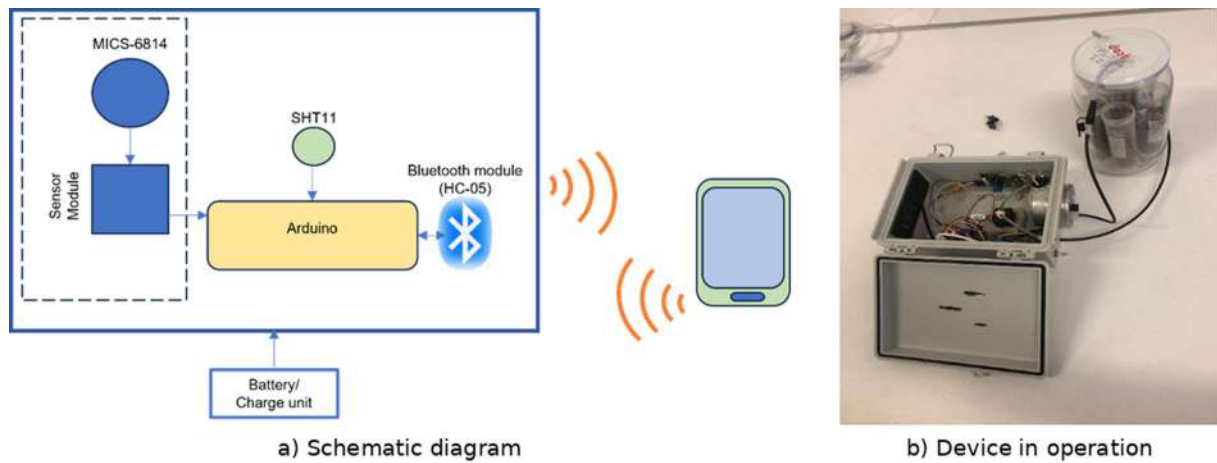 MICS-6814
SHT11
Bluetooth module
(HC-05)
Sensor
Module
Arduino
Battery/
Charge unit
a) Schematic diagram
b) Device in operation